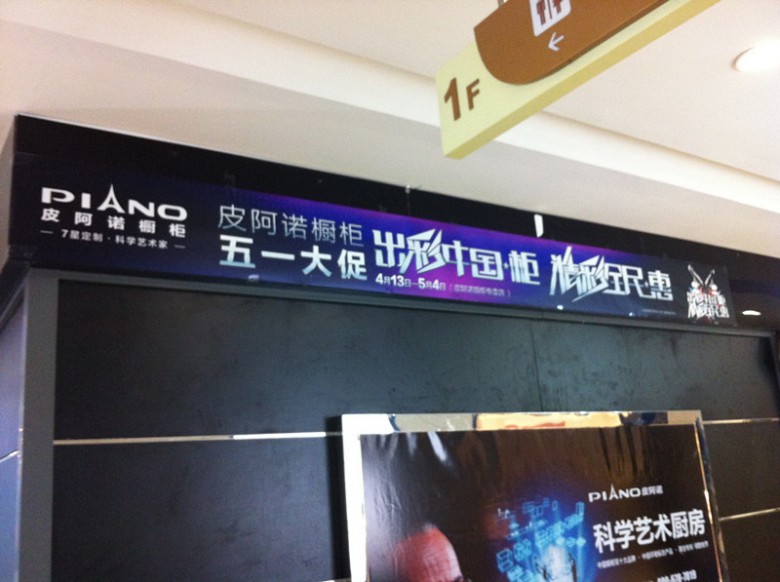 1F
PIANO
皮阿诺橱柜
7星定制·科学艺术家
皮阿诺橱柜
五一大促
出彩中国·柜 精彩全民·惠
4月13日-5月4日
PIANO皮阿诺
科学艺术厨房